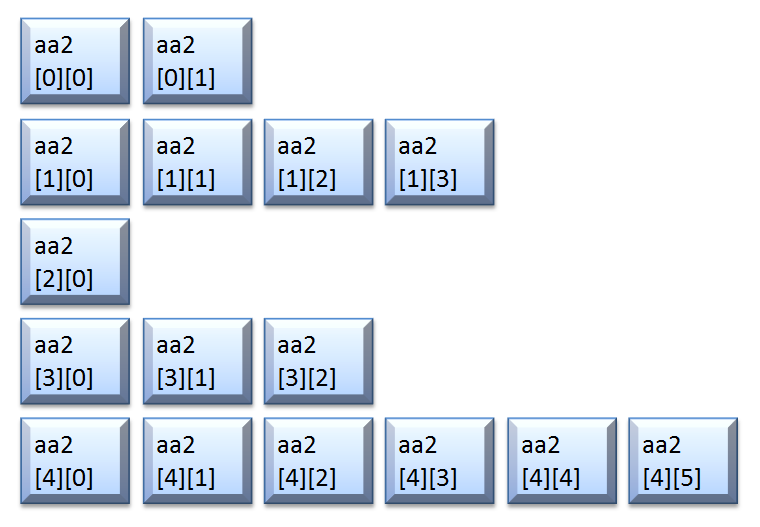 aa2 aa2
[0][0] [0][1]
aa2 aa2 aa2 aa2
[1][0] [1][1] [1][2] [1][3]
aa2
[2][0]
aa2 aa2 aa2
[3][0] [3][1] [3][2]
aa2 aa2 aa2 aa2 aa2 aa2
[4][0] [4][1] [4][2] [4][3] [4][4] [4][5]